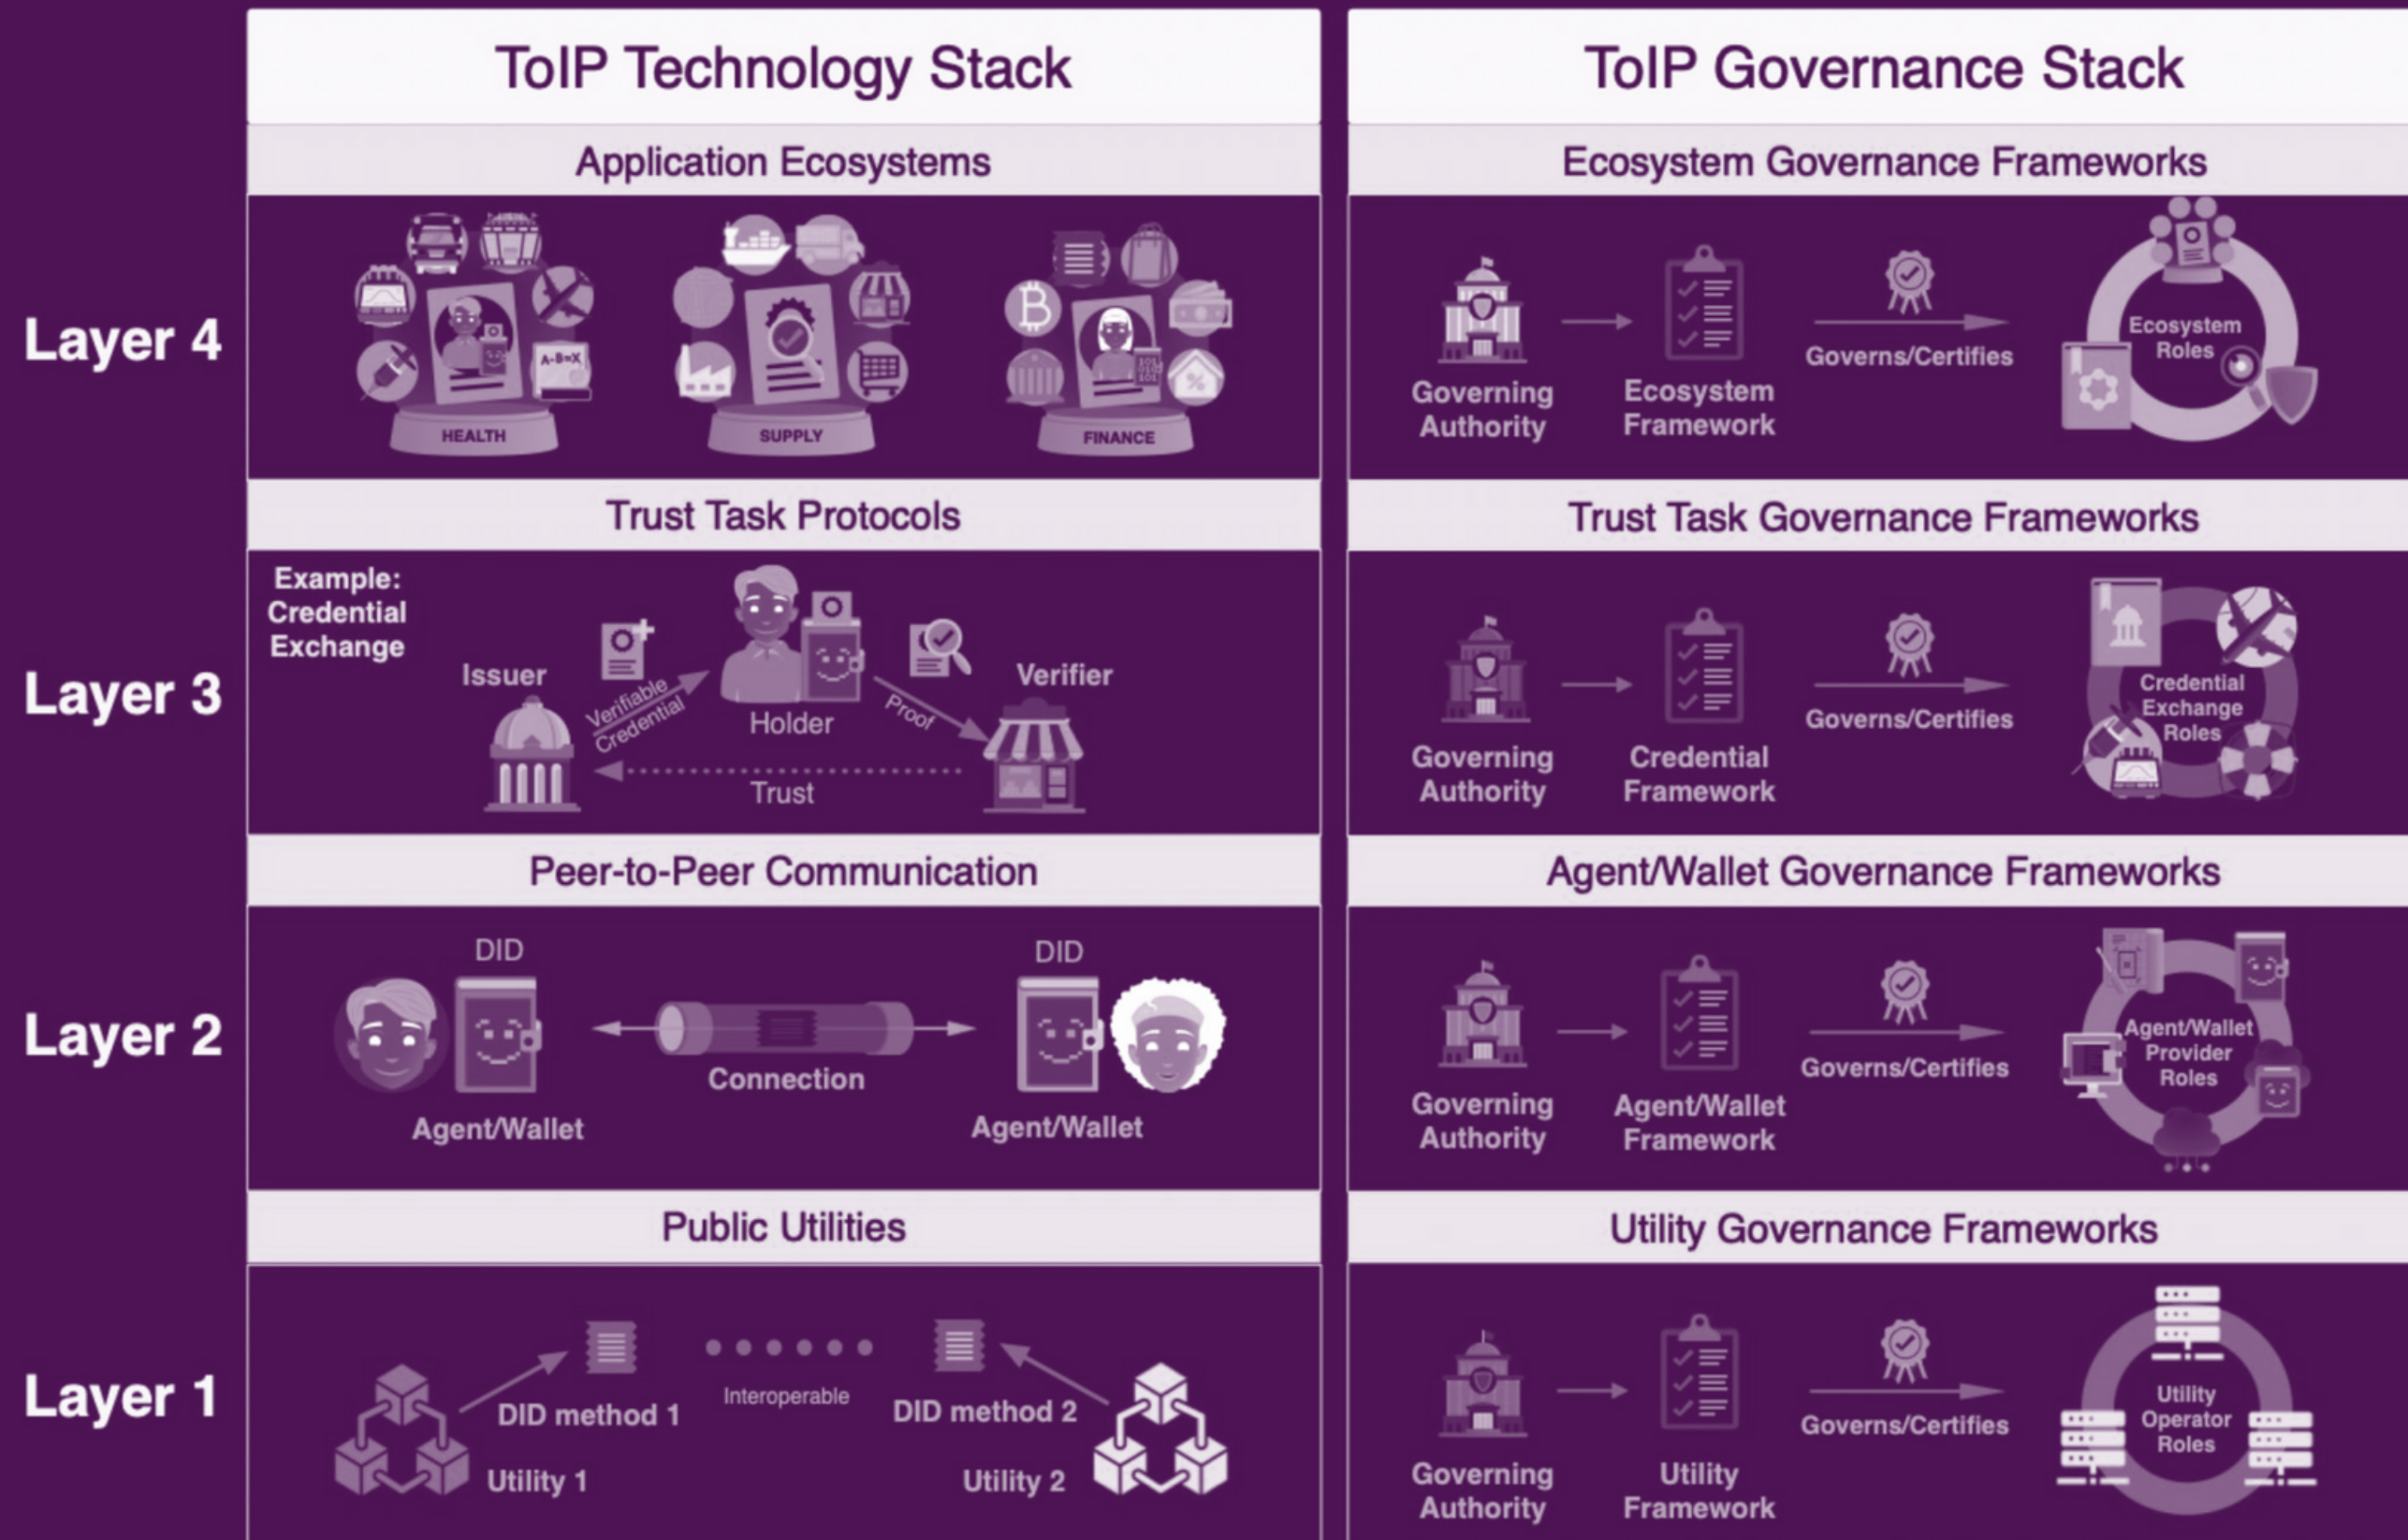 ToIP Technology Stack
ToIP Governance Stack
Layer 4
Application Ecosystems
A-B=X
HEALTH
SUPPLY
101
010
101
FINANCE
Ecosystem Governance Frameworks
Governing
Authority
Ecosystem
Framework
Governs/Certifies
Ecosystem
Roles
Layer 3
Trust Task Protocols
Example:
Credential
Exchange
Issuer
Verifiable
Credential
Holder
Proof
Verifier
Trust
Trust Task Governance Frameworks
Governing
Authority
Credential
Framework
Governs/Certifies
Credential
Exchange
Roles
Layer 2
Peer-to-Peer Communication
DID
Agent/Wallet
Connection
DID
Agent/Wallet
Agent/Wallet Governance Frameworks
Governing
Authority
Agent/Wallet
Framework
Governs/Certifies
Agent/Wallet
Provider
Roles
Layer 1
Public Utilities
DID method 1
Utility 1
Interoperable
DID method 2
Utility 2
Utility Governance Frameworks
Governing
Authority
Utility
Framework
Governs/Certifies
Utility
Operator
Roles